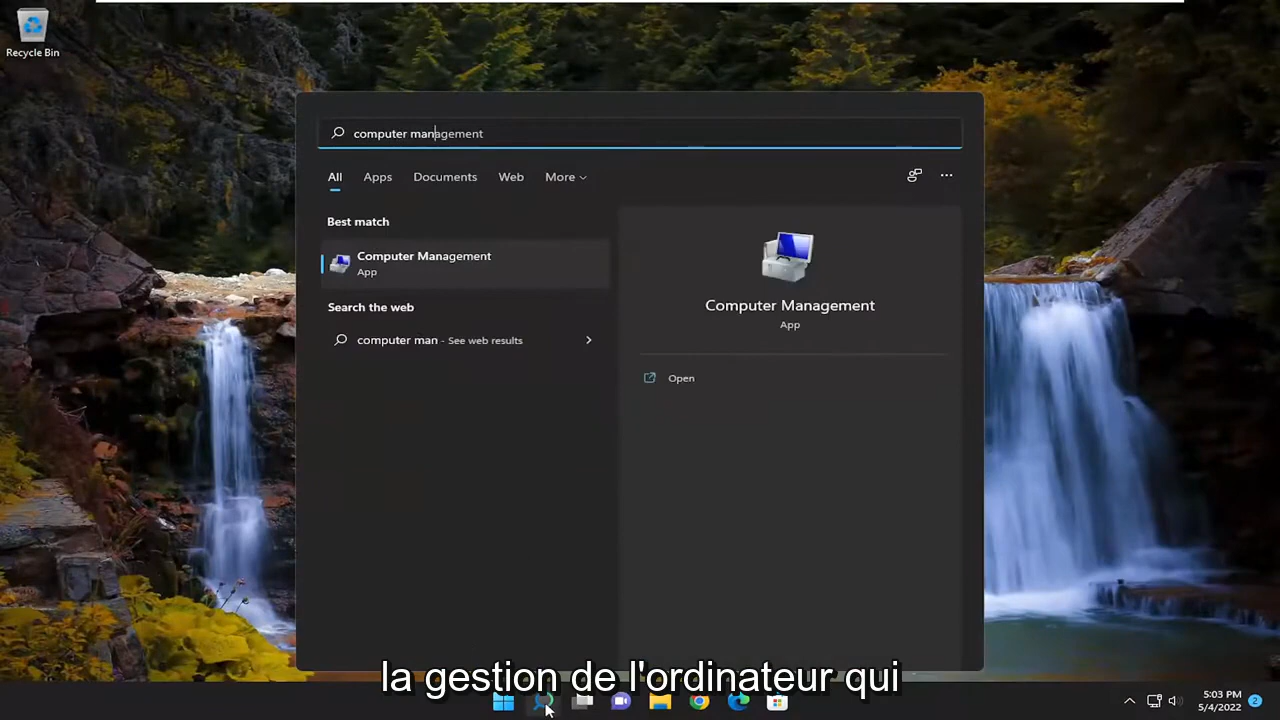 Recycle Bin
computer management
All Apps Documents Web More
Best match
Computer Management
App
Search the web
computer man - See web results
Computer Management
App
Open
la gestion de l'ordinateur qui
5:03 PM
5/4/2022
2